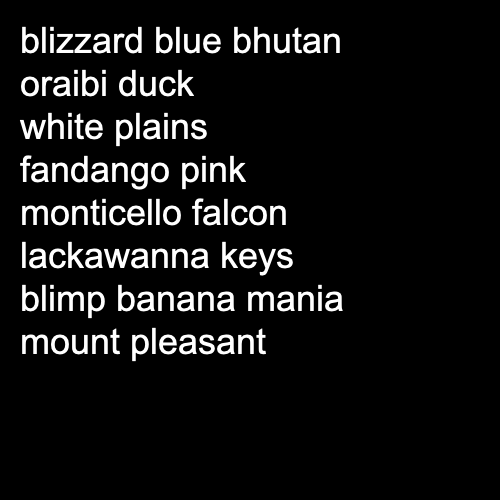 blizzard blue bhutan
oraibi duck
white plains
fandango pink
monticello falcon
lackawanna keys
blimp banana mania
mount pleasant